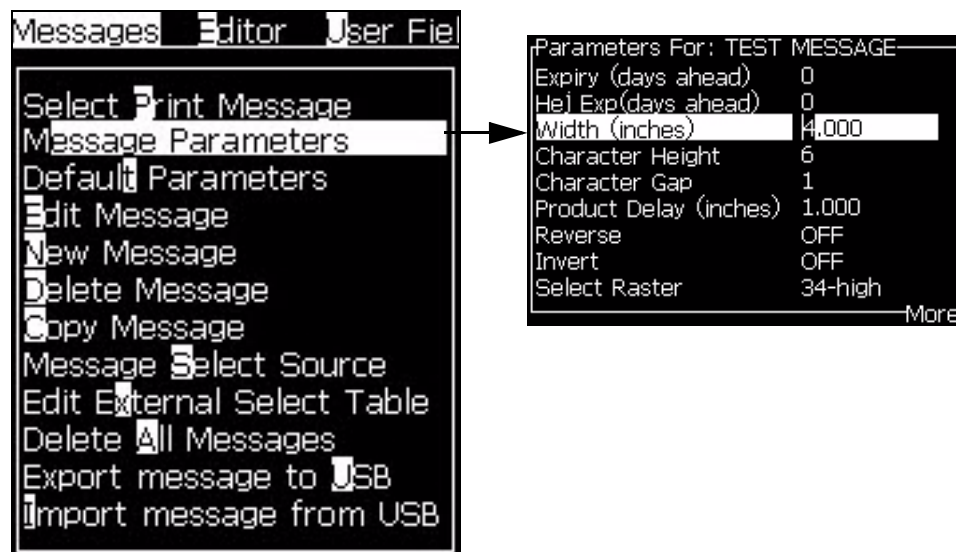 Messages Editor User Fiel
Select Print Message
Message Parameters
Default Parameters
Edit Message
New Message
Delete Message
Copy Message
Message Select Source
Edit External Select Table
Delete All Messages
Export message to USB
Import message from USB
Parameters For: TEST MESSAGE
Expiry (days ahead) 0
Hej Exp(days ahead) 0
Width (inches) 4.000
Character Height 6
Character Gap 1
Product Delay (inches) 1.000
Reverse OFF
Invert OFF
Select Raster 34-high
More